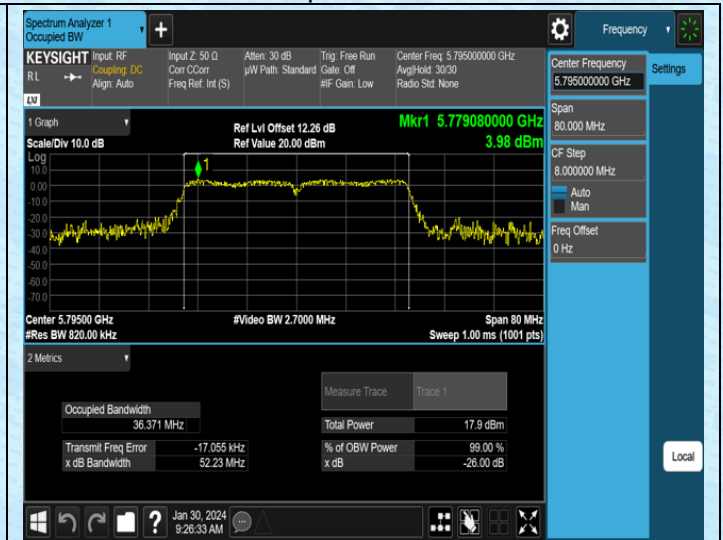 Spectrum Analyzer 1
Occupied BW
Frequency
KEYSIGHT
R L
LXI
Input: RF
Coupling: DC
Align: Auto
Input Z: 50 Ω
Corr CCorr
Freq Ref: Int (S)
Atten: 30 dB
µW Path: Standard
Trig: Free Run
Gate: Off
#IF Gain: Low
Center Freq: 5.795000000 GHz
Avg|Hold: 30/30
Radio Std: None
1 Graph
Scale/Div 10.0 dB
Ref Lvl Offset 12.26 dB
Ref Value 20.00 dBm
Mkr1 5.779080000 GHz
3.98 dBm
Log
10.0
0.00
-10.0
-20.0
-30.0
-40.0
-50.0
-60.0
-70.0
1
Center 5.79500 GHz
#Res BW 820.00 kHz
#Video BW 2.7000 MHz
Span 80 MHz
Sweep 1.00 ms (1001 pts)
2 Metrics
Measure Trace Trace 1
Occupied Bandwidth
36.371 MHz
Total Power 17.9 dBm
Transmit Freq Error -17.055 kHz
% of OBW Power 99.00 %
x dB Bandwidth 52.23 MHz
x dB -26.00 dB
Center Frequency
5.795000000 GHz
Settings
Span
80.000 MHz
CF Step
8.000000 MHz
Auto
Man
Freq Offset
0 Hz
Local
?
Jan 30, 2024
9:26:33 AM